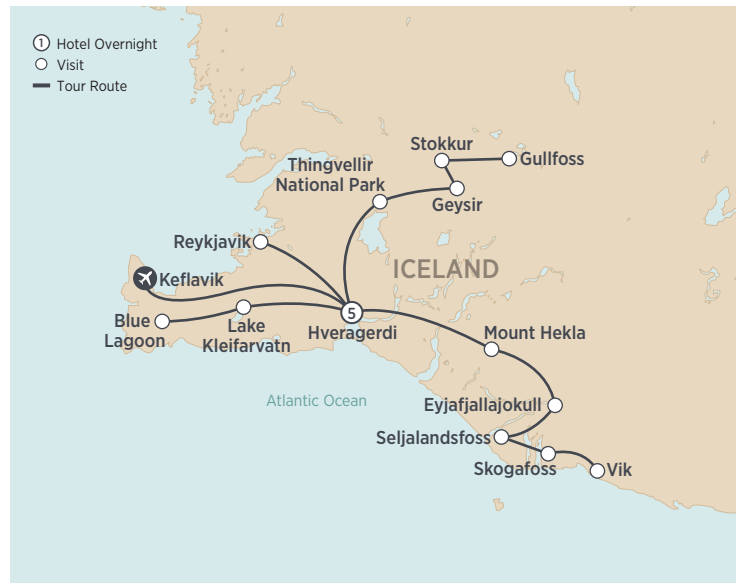 1 Hotel Overnight
Visit
Tour Route
Stokkur
Gullfoss
Thingvellir
National Park
Geysir
Reykjavik
ICELAND
Keflavik
5
Blue
Lagoon
Lake
Kleifarvatn
Hveragerdi
Mount Hekla
Atlantic Ocean
Eyjafjallajokull
Seljalandsfoss
Skogafoss
Vik